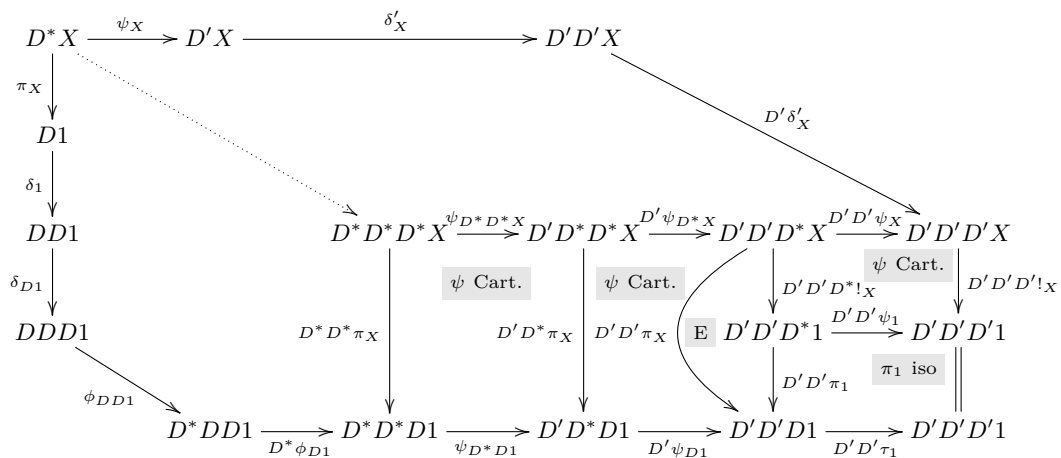 ψ_X δ′_X
D*X D′X D′D′X
π_X
D1
D′δ′_X
δ_1
DD1
ψ_{D*D*X} D′ψ_{D*X} D′D′ψ_X
D*D*D*X D′D*D*X D′D′D*X D′D′D′X
δ_{D1}
ψ Cart. ψ Cart. ψ Cart.
D′D′D*!_X D′D′D′!_X
D′D′ψ_1
DDD1 D*D*π_X D′D*π_X D′D′π_X E D′D′D*1 D′D′D′1
π_1 iso
φ_{DD1} D′D′π_1
D*DD1 D*D*D1 D′D*D1 D′D′D1 D′D′D′1
D*φ_{D1} ψ_{D*D1} D′ψ_{D1} D′D′τ_1